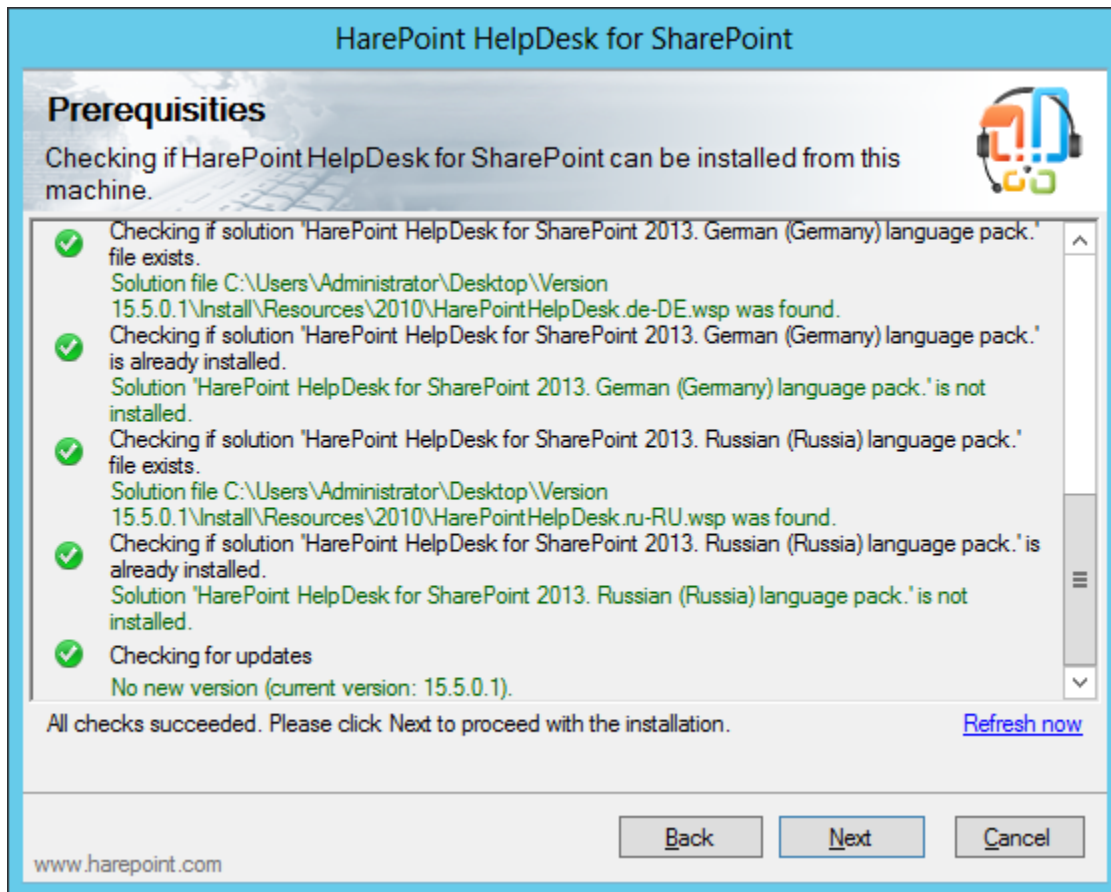 HarePoint HelpDesk for SharePoint
Prerequisities
Checking if HarePoint HelpDesk for SharePoint can be installed from this
machine.
Checking if solution 'HarePoint HelpDesk for SharePoint 2013. German (Germany) language pack.'
file exists.
Solution file C:\Users\Administrator\Desktop\Version
15.5.0.1\Install\Resources\2010\HarePointHelpDesk.de-DE.wsp was found.
Checking if solution 'HarePoint HelpDesk for SharePoint 2013. German (Germany) language pack.'
is already installed.
Solution 'HarePoint HelpDesk for SharePoint 2013. German (Germany) language pack.' is not
installed.
Checking if solution 'HarePoint HelpDesk for SharePoint 2013. Russian (Russia) language pack.'
file exists.
Solution file C:\Users\Administrator\Desktop\Version
15.5.0.1\Install\Resources\2010\HarePointHelpDesk.ru-RU.wsp was found.
Checking if solution 'HarePoint HelpDesk for SharePoint 2013. Russian (Russia) language pack.' is
already installed.
Solution 'HarePoint HelpDesk for SharePoint 2013. Russian (Russia) language pack.' is not
installed.
Checking for updates
No new version (current version: 15.5.0.1).
All checks succeeded. Please click Next to proceed with the installation.
Refresh now
Back
Next
Cancel
www.harepoint.com